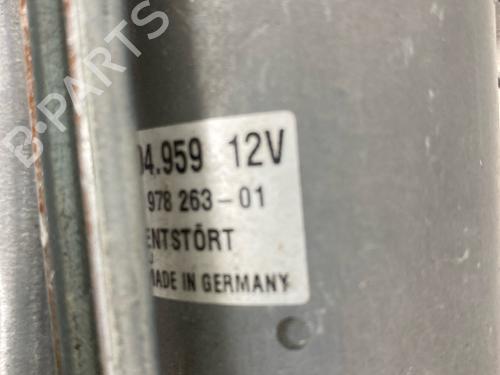 04.959 12V
978 263-01
ENTSTÖRT
MADE IN GERMANY
B-PARTS